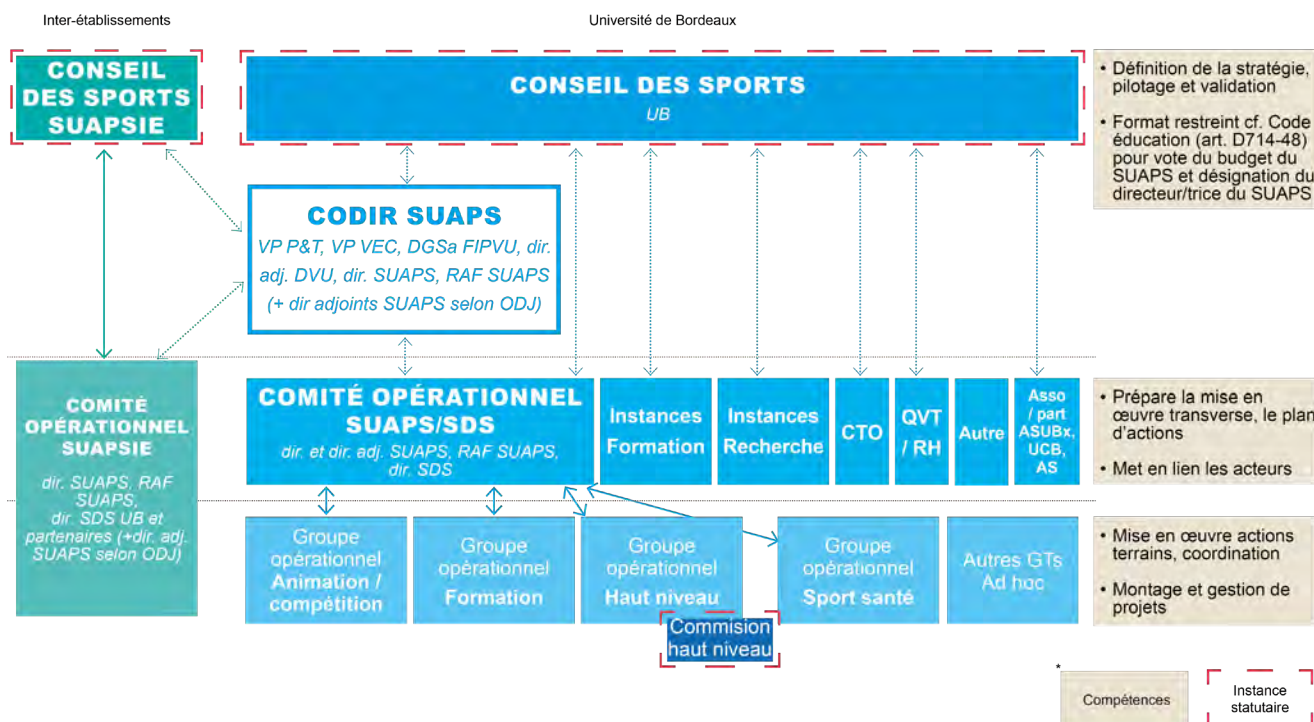 Inter-établissements
Université de Bordeaux
CONSEIL
DES SPORTS
SUAPSIE
CONSEIL DES SPORTS
UB
• Définition de la stratégie,
pilotage et validation
• Format restreint cf. Code
éducation (art. D714-48)
pour vote du budget du
SUAPS et désignation du
directeur/trice du SUAPS
CODIR SUAPS
VP P&T, VP VEC, DGSa FIPVU, dir.
adj. DVU, dir. SUAPS, RAF SUAPS
(+ dir adjoints SUAPS selon ODJ)
COMITÉ
OPÉRATIONNEL
SUAPSIE
dir. SUAPS, RAF
SUAPS,
dir. SDS UB et
partenaires (+dir. adj.
SUAPS selon ODJ)
COMITÉ OPÉRATIONNEL
SUAPS/SDS
dir. et dir. adj. SUAPS, RAF SUAPS,
dir. SDS
Instances
Formation
Instances
Recherche
CTO
QVT
/ RH
Autre
Asso
/ part
ASUBx,
UCB,
AS
• Prépare la mise en
œuvre transverse, le plan
d'actions
• Met en lien les acteurs
Groupe
opérationnel
Animation /
compétition
Groupe
opérationnel
Formation
Groupe
opérationnel
Haut niveau
Commision
haut niveau
Groupe
opérationnel
Sport santé
Autres GTs
Ad hoc
• Mise en œuvre actions
terrains, coordination
• Montage et gestion de
projets
*
Compétences
Instance
statutaire